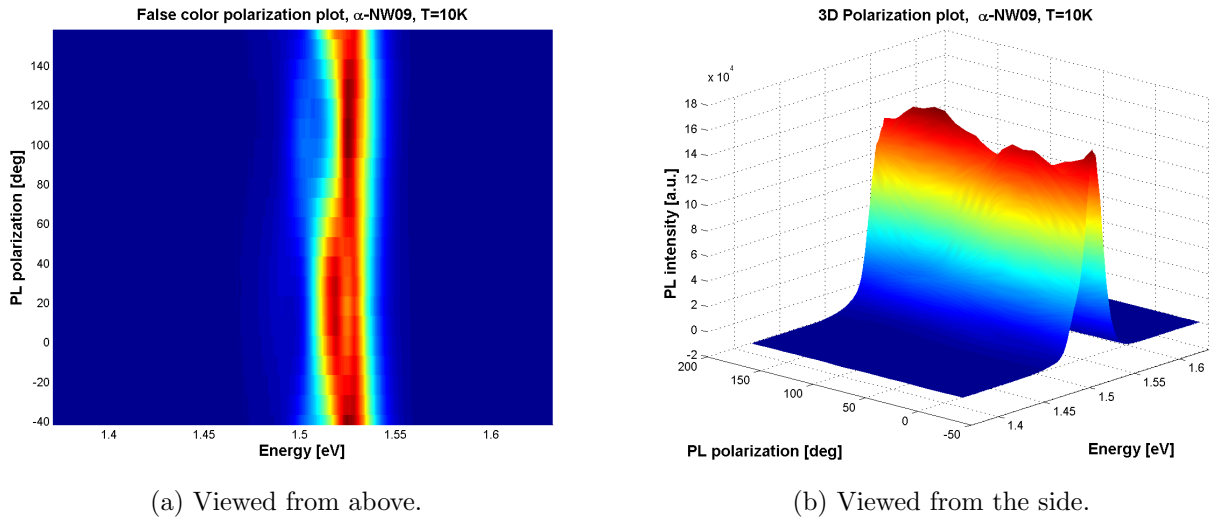 False color polarization plot, α-NW09, T=10K
140
120
100
80
60
40
20
0
-20
-40
PL polarization [deg]
1.4 1.45 1.5 1.55 1.6
Energy [eV]
(a) Viewed from above.
3D Polarization plot, α-NW09, T=10K
x 10^4
18
16
14
12
10
8
6
4
2
0
-2
PL intensity [a.u.]
200 150 100 50 0 -50
PL polarization [deg]
1.4 1.45 1.5 1.55 1.6
Energy [eV]
(b) Viewed from the side.